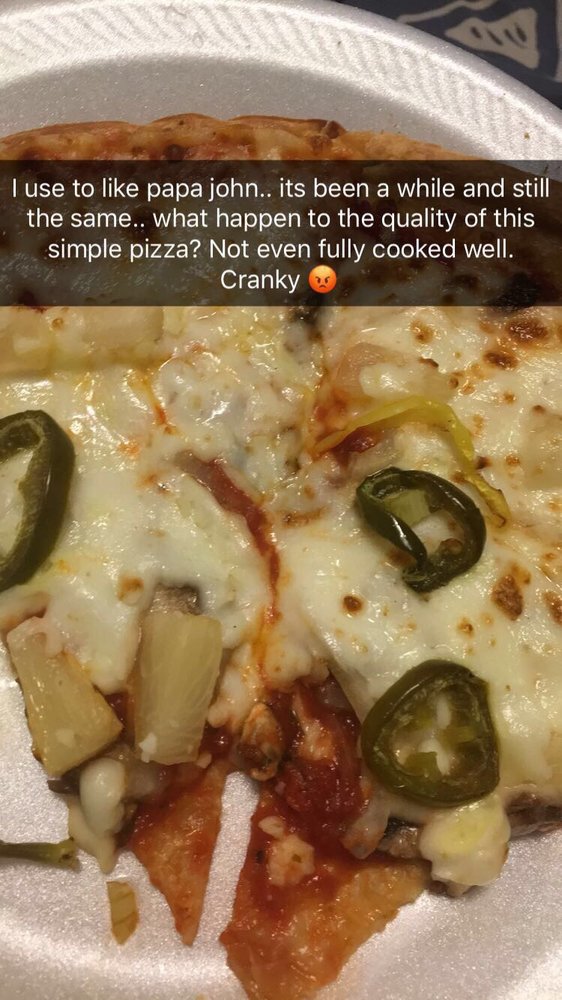 I use to like papa john.. its been a while and still
the same.. what happen to the quality of this
simple pizza? Not even fully cooked well.
Cranky 😡